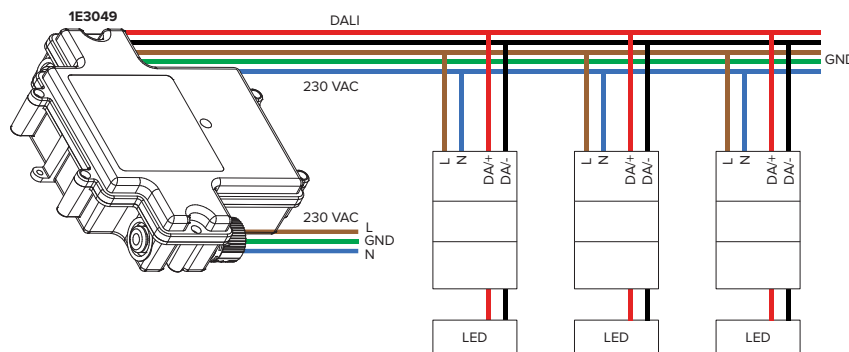 1E3049
DALI
GND
230 VAC
L N DA/+ DA/-
L N DA/+ DA/-
L N DA/+ DA/-
230 VAC
L
GND
N
LED
LED
LED